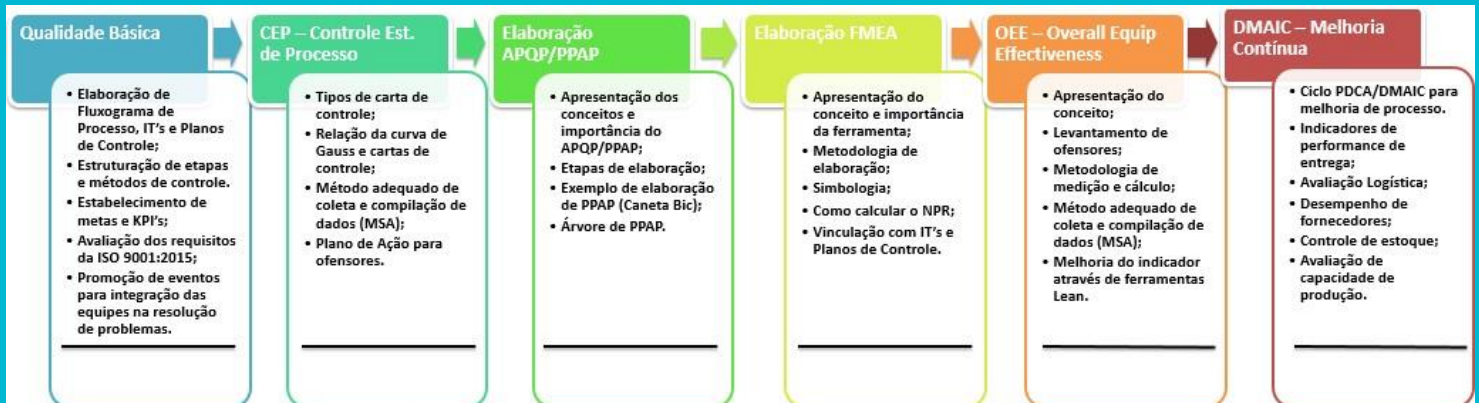 Qualidade Básica
• Elaboração de
Fluxograma de
Processo, IT's e Planos
de Controle;
• Estruturação de etapas
e métodos de controle.
• Estabelecimento de
metas e KPI's;
• Avaliação dos requisitos
da ISO 9001:2015;
• Promoção de eventos
para integração das
equipes na resolução
de problemas.
CEP – Controle Est.
de Processo
• Tipos de carta de
controle;
• Relação da curva de
Gauss e cartas de
controle;
• Método adequado de
coleta e compilação de
dados (MSA);
• Plano de Ação para
ofensores.
Elaboração
APQP/PPAP
• Apresentação dos
conceitos e
importância do
APQP/PPAP;
• Etapas de elaboração;
• Exemplo de elaboração
de PPAP (Caneta Bic);
• Árvore de PPAP.
Elaboração FMEA
• Apresentação do
conceito e importância
da ferramenta;
• Metodologia de
elaboração;
• Simbologia;
• Como calcular o NPR;
• Vinculação com IT's e
Planos de Controle.
OEE – Overall Equip
Effectiveness
• Apresentação do
conceito;
• Levantamento de
ofensores;
• Metodologia de
medição e cálculo;
• Método adequado de
coleta e compilação de
dados (MSA);
• Melhoria do indicador
através de ferramentas
Lean.
DMAIC – Melhoria
Contínua
• Ciclo PDCA/DMAIC para
melhoria de processo.
• Indicadores de
performance de
entrega;
• Avaliação Logística;
• Desempenho de
fornecedores;
• Controle de estoque;
• Avaliação de
capacidade de
produção.